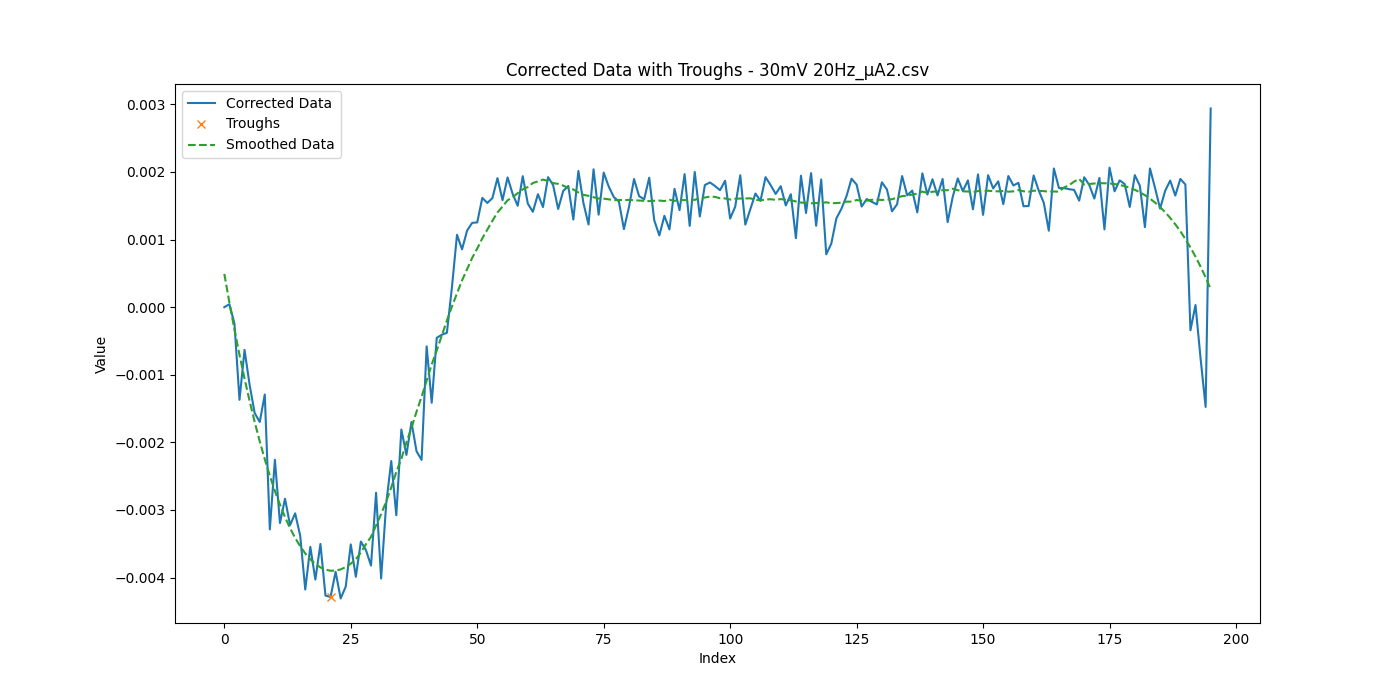 Corrected Data with Troughs - 30mV 20Hz_µA2.csv
Corrected Data
Troughs
Smoothed Data
0.003
0.002
0.001
0.000
−0.001
−0.002
−0.003
−0.004
Value
0 25 50 75 100 125 150 175 200
Index